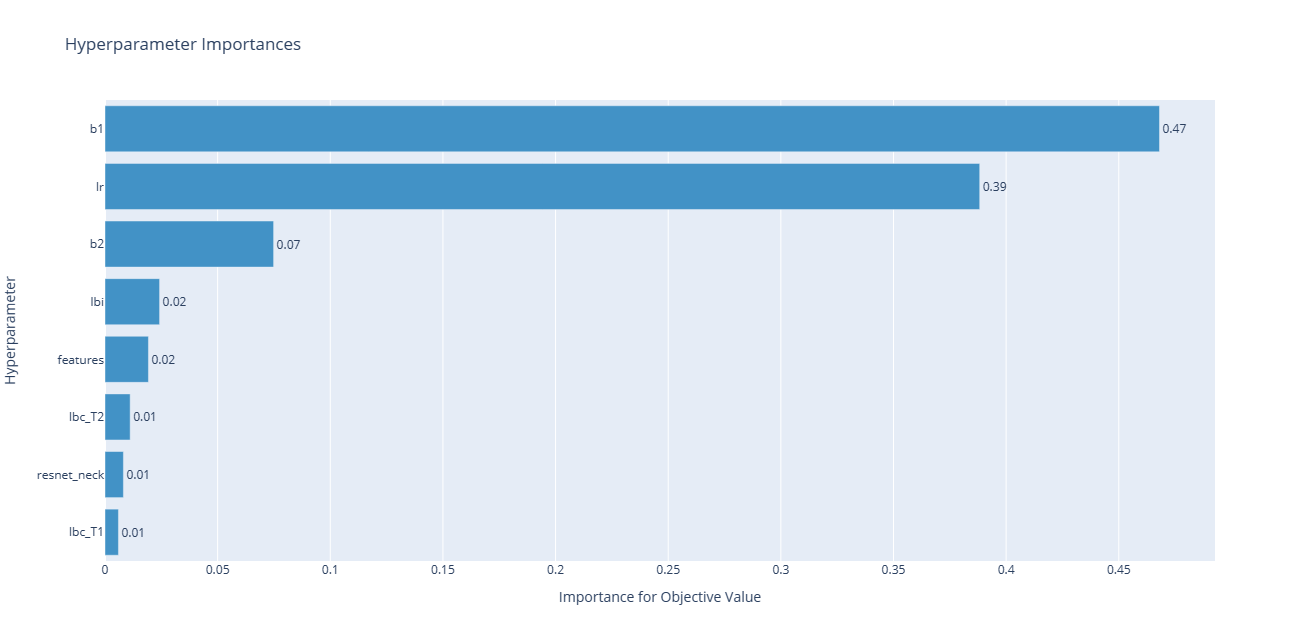 Hyperparameter Importances
Hyperparameter
b1 0.47
lr 0.39
b2 0.07
lbi 0.02
features 0.02
lbc_T2 0.01
resnet_neck 0.01
lbc_T1 0.01
0 0.05 0.1 0.15 0.2 0.25 0.3 0.35 0.4 0.45
Importance for Objective Value